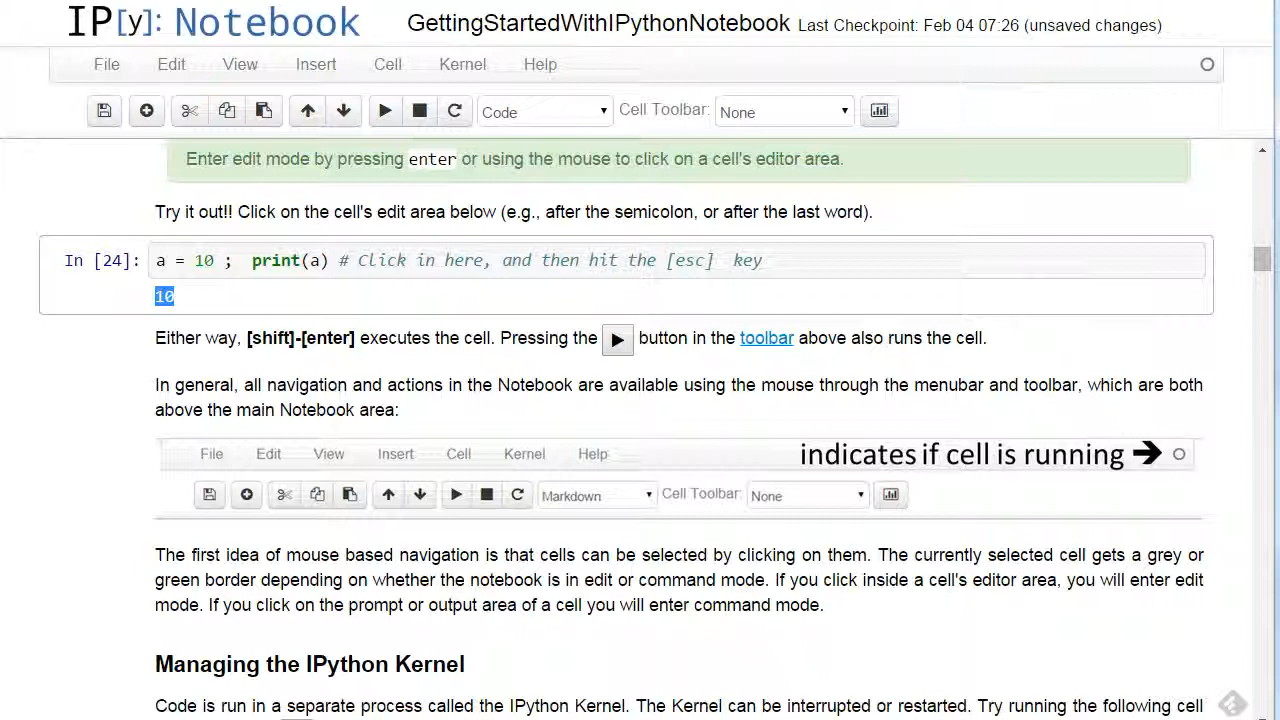 IP[y]: Notebook GettingStartedWithIPythonNotebook Last Checkpoint: Feb 04 07:26 (unsaved changes)
File Edit View Insert Cell Kernel Help
Code Cell Toolbar: None
Enter edit mode by pressing enter or using the mouse to click on a cell's editor area.
Try it out!! Click on the cell's edit area below (e.g., after the semicolon, or after the last word).
In [24]: a = 10 ;  print(a) # Click in here, and then hit the [esc]  key
10
Either way, [shift]-[enter] executes the cell. Pressing the button in the toolbar above also runs the cell.
In general, all navigation and actions in the Notebook are available using the mouse through the menubar and toolbar, which are both
above the main Notebook area:
File Edit View Insert Cell Kernel Help indicates if cell is running ➔
Markdown Cell Toolbar: None
The first idea of mouse based navigation is that cells can be selected by clicking on them. The currently selected cell gets a grey or
green border depending on whether the notebook is in edit or command mode. If you click inside a cell's editor area, you will enter edit
mode. If you click on the prompt or output area of a cell you will enter command mode.
Managing the IPython Kernel
Code is run in a separate process called the IPython Kernel. The Kernel can be interrupted or restarted. Try running the following cell